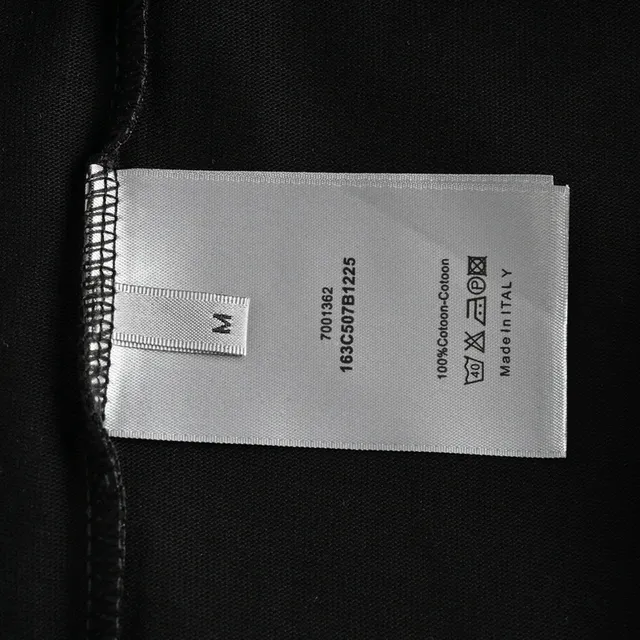 M
7001362
163C507B1225
100%Cotoon-Cotoon
40 P
Made In ITALY